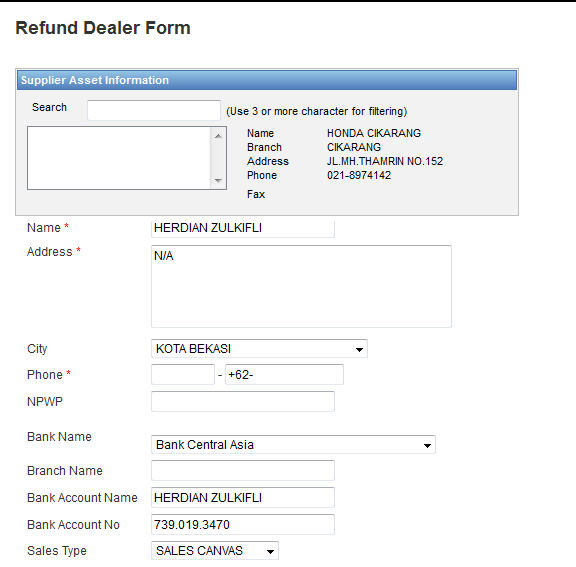 Refund Dealer Form
Supplier Asset Information
Search (Use 3 or more character for filtering)
Name HONDA CIKARANG
Branch CIKARANG
Address JL.MH.THAMRIN NO.152
Phone 021-8974142
Fax
Name * HERDIAN ZULKIFLI
Address * N/A
City KOTA BEKASI
Phone * - +62-
NPWP
Bank Name Bank Central Asia
Branch Name
Bank Account Name HERDIAN ZULKIFLI
Bank Account No 739.019.3470
Sales Type SALES CANVAS